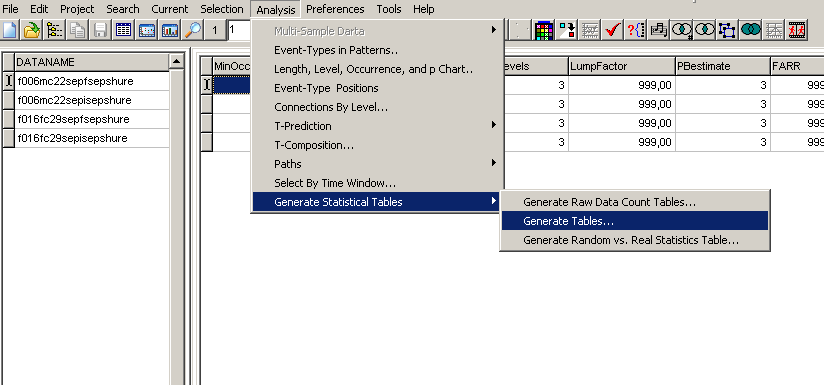 File Edit Project Search Current Selection Analysis Preferences Tools Help
1 1
DATANAME
f006mc22sepfsepshure
f006mc22sepisepshure
f016fc29sepfsepshure
f016fc29sepisepshure
Multi-Sample Darta
Event-Types in Patterns..
Length, Level, Occurrence, and p Chart..
Event-Type Positions
Connections By Level...
T-Prediction
T-Composition...
Paths
Select By Time Window...
Generate Statistical Tables
Generate Raw Data Count Tables...
Generate Tables...
Generate Random vs. Real Statistics Table...
MinOcc evels LumpFactor PBestimate FARR
3 999,00 3 999
3 999,00 3 999
3 999,00 3 999
3 999,00 3 999